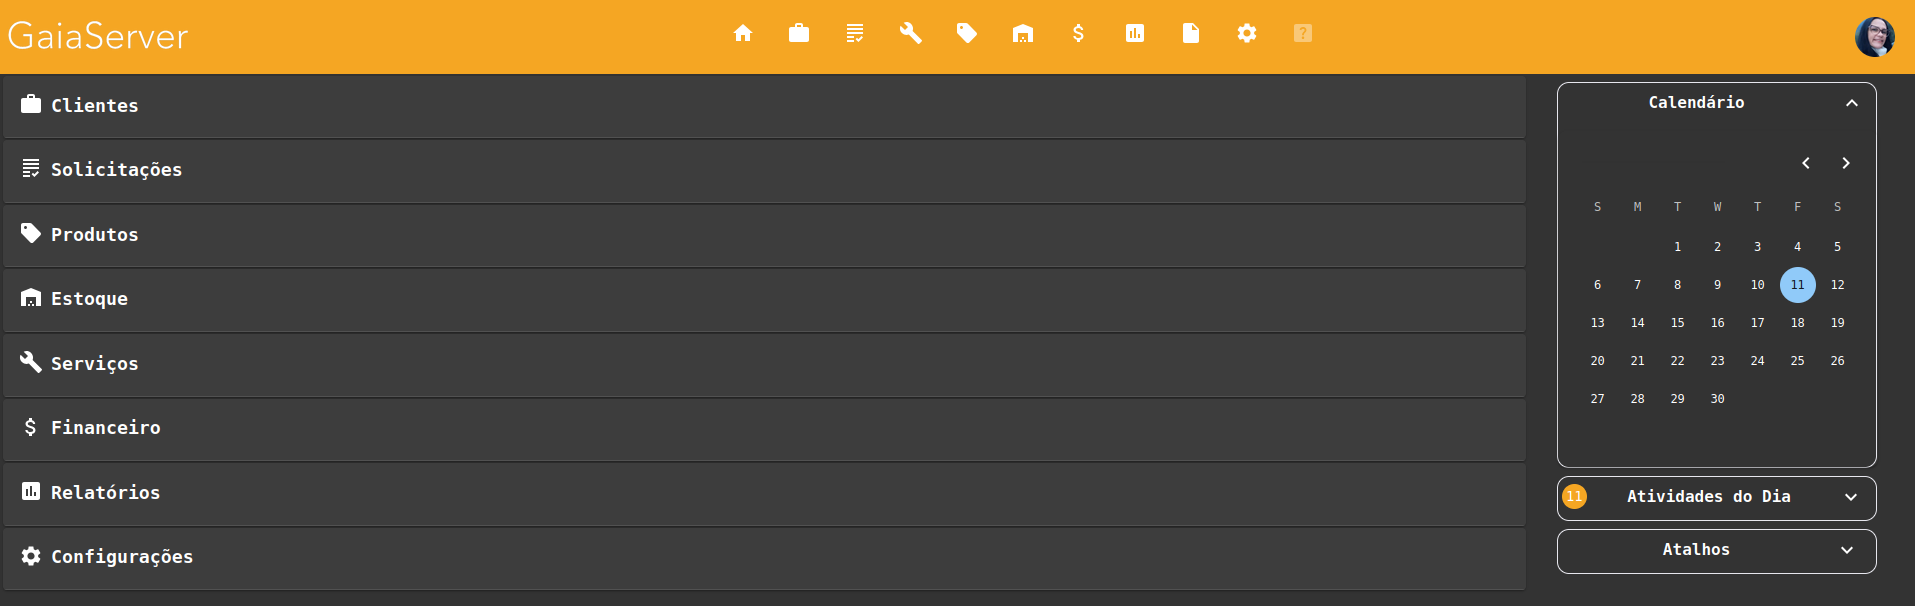 GaiaServer
?
Clientes
Solicitações
Produtos
Estoque
Serviços
Financeiro
Relatórios
Configurações
Calendário
S M T W T F S
1 2 3 4 5
6 7 8 9 10 11 12
13 14 15 16 17 18 19
20 21 22 23 24 25 26
27 28 29 30
11 Atividades do Dia
Atalhos